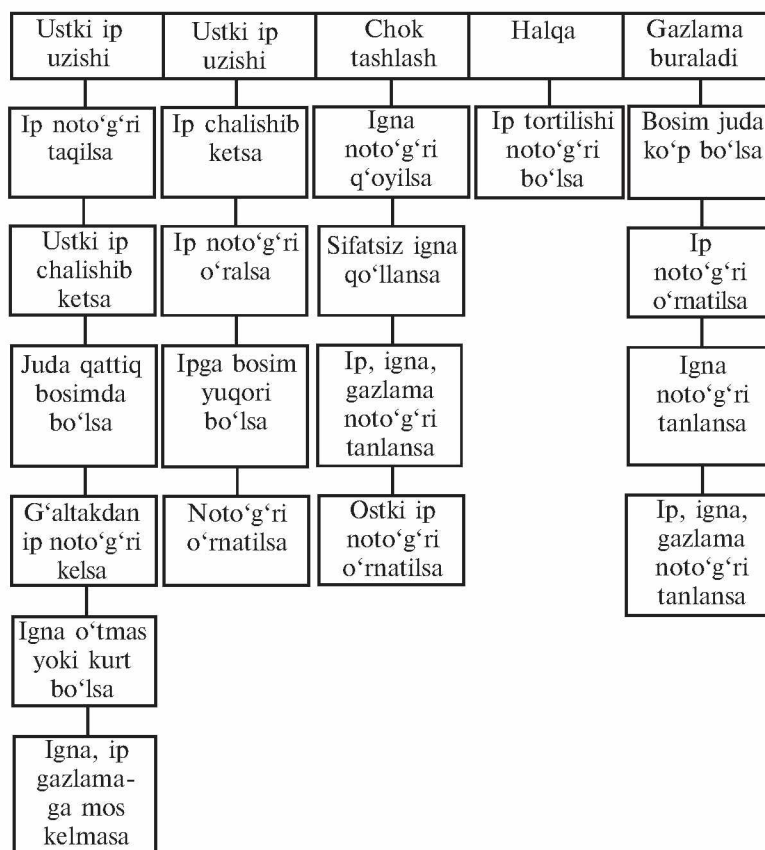 Ustki ip
uzishi
Ustki ip
uzishi
Chok
tashlash
Halqa
Gazlama
buraladi
Ip noto‘g‘ri
taqilsa
Ip chalishib
ketsa
Igna
noto‘g‘ri
q‘oyilsa
Ip tortilishi
noto‘g‘ri
bo‘lsa
Bosim juda
ko‘p bo‘lsa
Ustki ip
chalishib
ketsa
Ip noto‘g‘ri
o‘ralsa
Sifatsiz igna
qo‘llansa
Ip
noto‘g‘ri
o‘rnatilsa
Juda qattiq
bosimda
bo‘lsa
Ipga bosim
yuqori
bo‘lsa
Ip, igna,
gazlama
noto‘g‘ri
tanlansa
Igna
noto‘g‘ri
tanlansa
G‘altakdan
ip noto‘g‘ri
kelsa
Noto‘g‘ri
o‘rnatilsa
Ostki ip
noto‘g‘ri
o‘rnatilsa
Ip, igna,
gazlama
noto‘g‘ri
tanlansa
Igna o‘tmas
yoki kurt
bo‘lsa
Igna, ip
gazlama-
ga mos
kelmasa